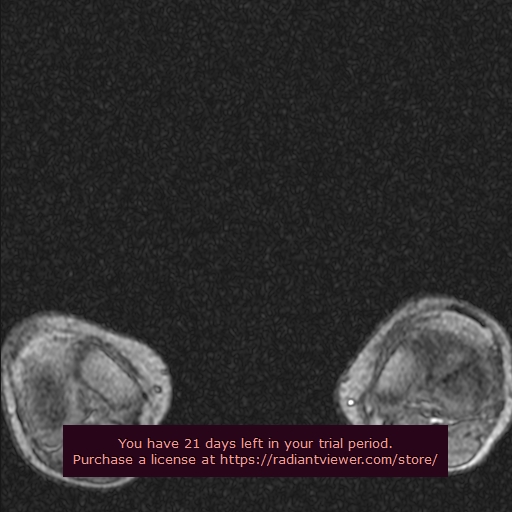 You have 21 days left in your trial period.
Purchase a license at https://radiantviewer.com/store/